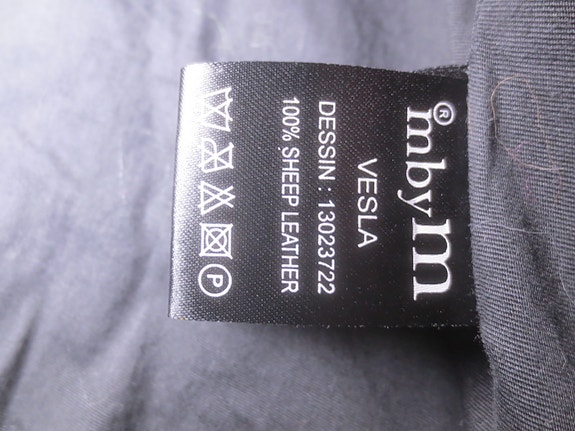 ® mbyM
VESLA
DESSIN : 13023722
100% SHEEP LEATHER
P